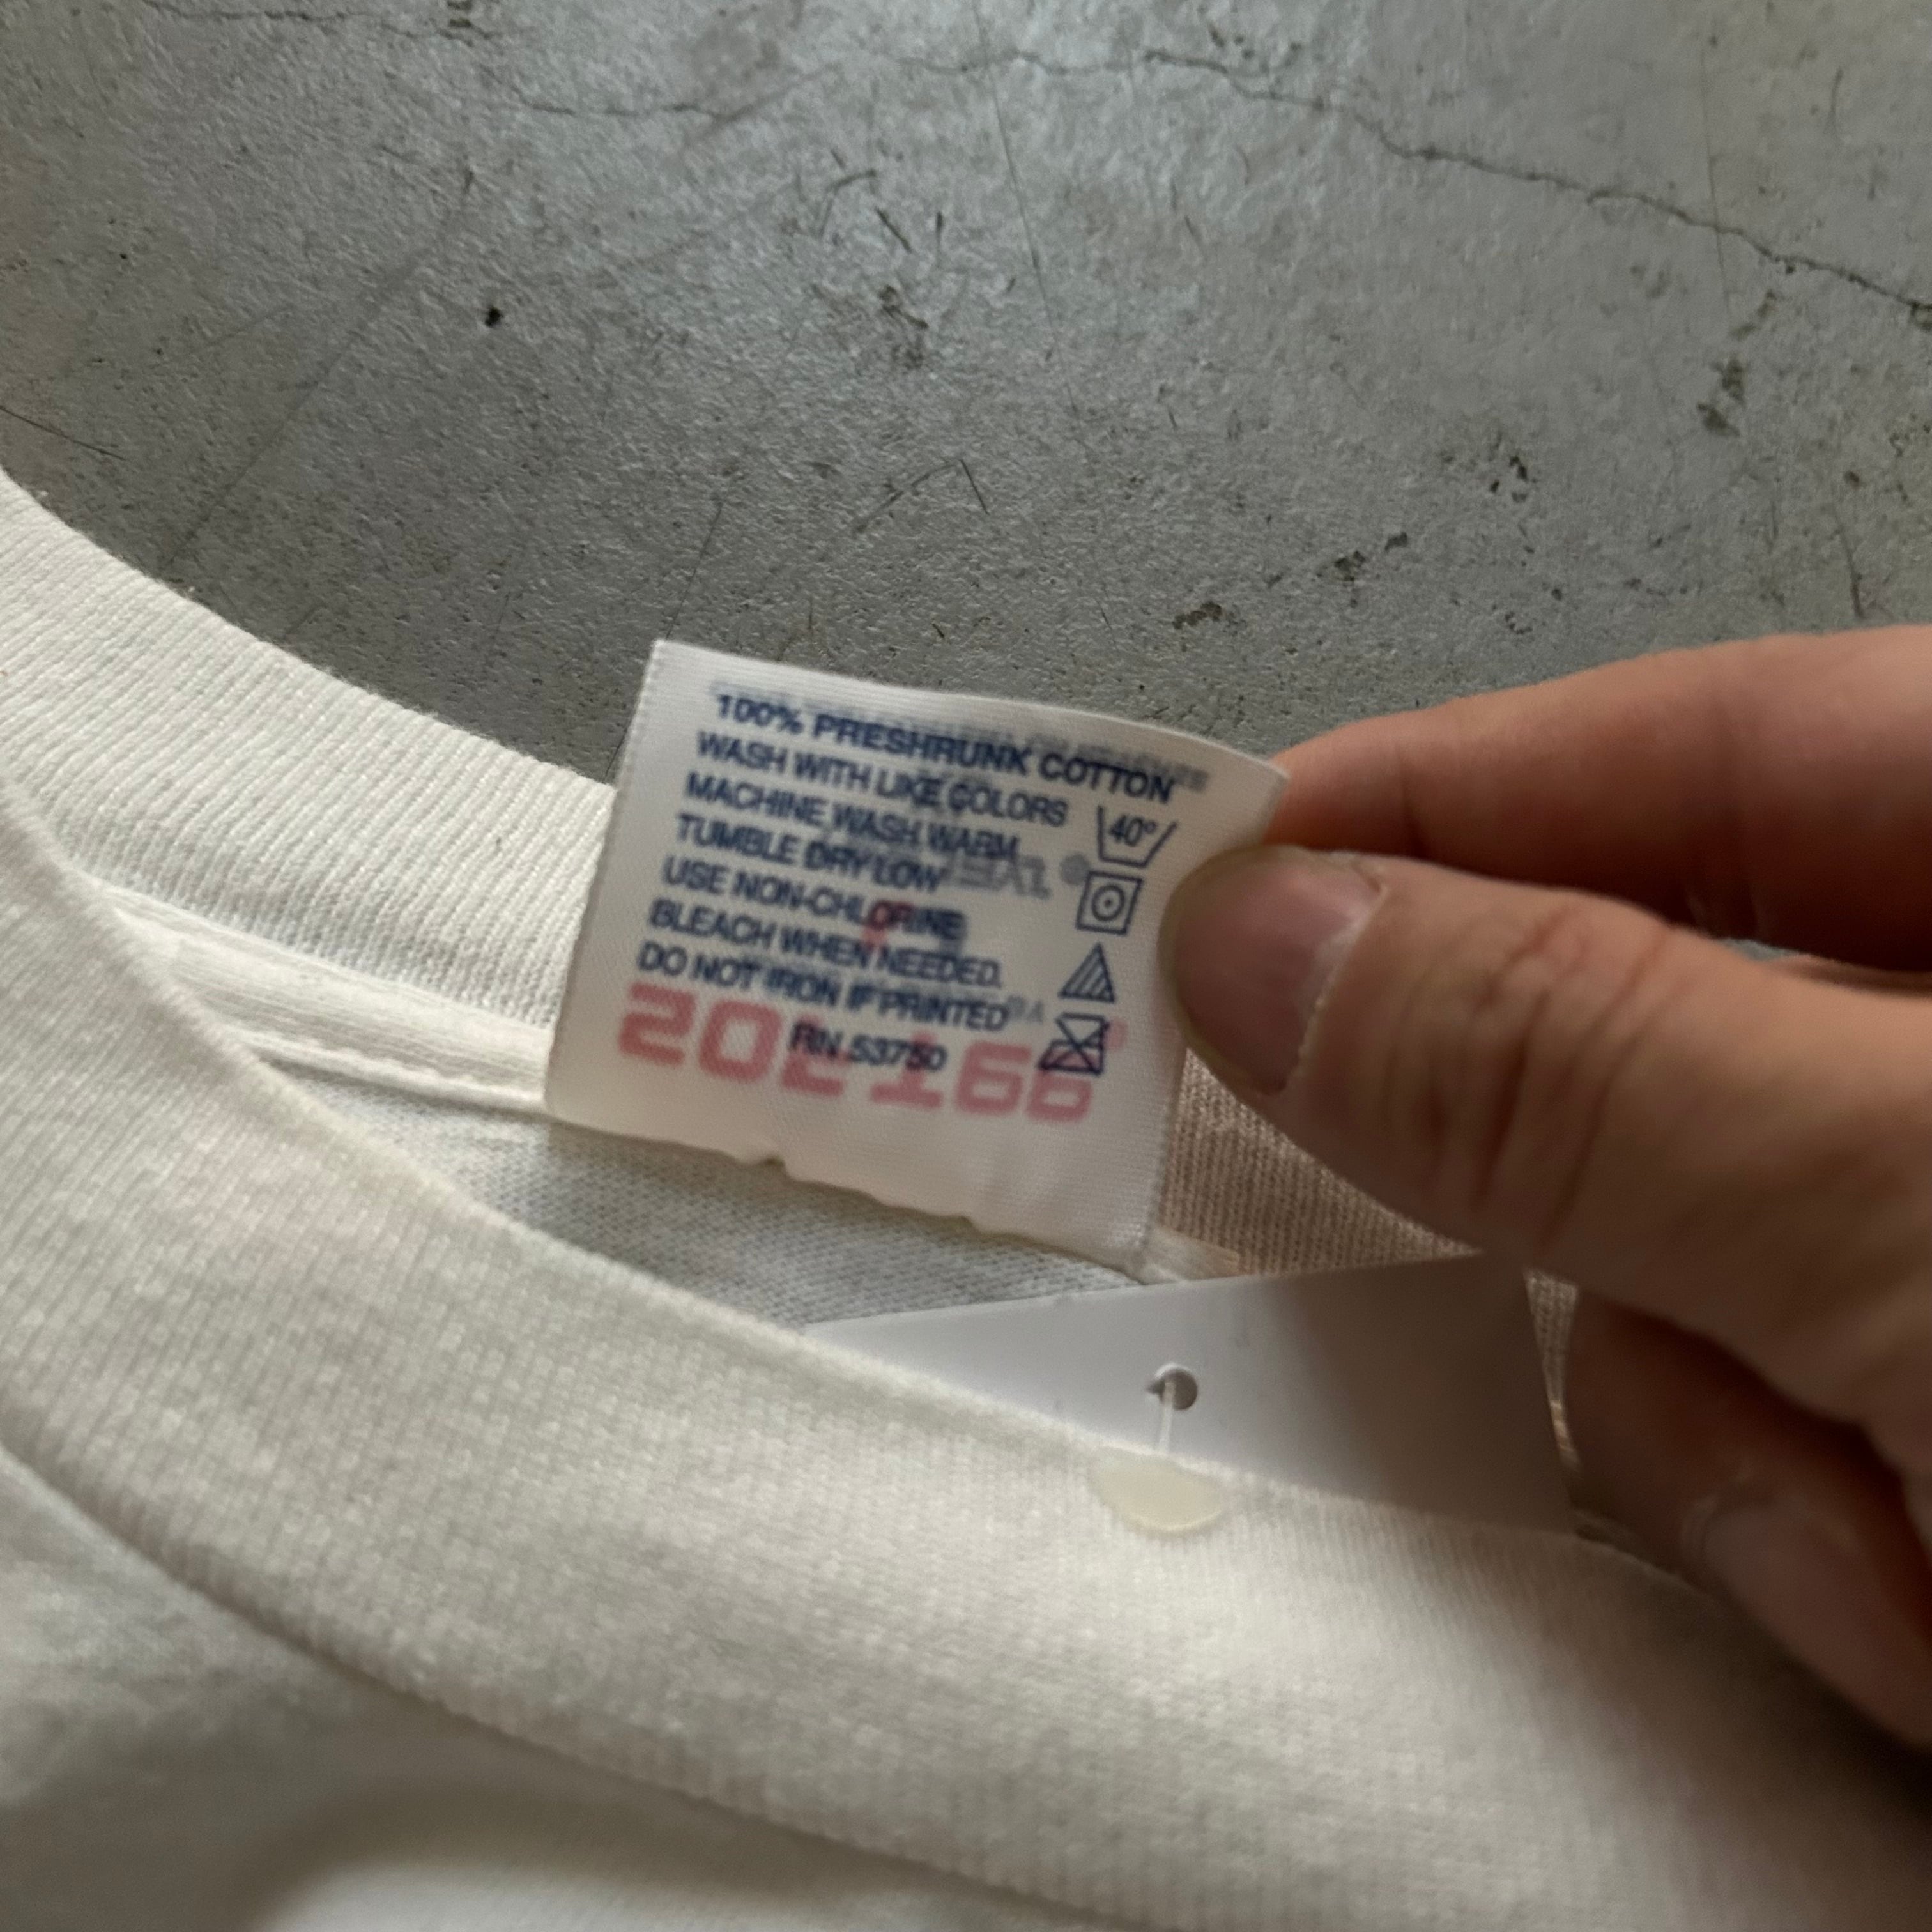 100% PRESHRUNK COTTON
WASH WITH LIKE COLORS
MACHINE WASH WARM
TUMBLE DRY LOW
USE NON-CHLORINE
BLEACH WHEN NEEDED.
DO NOT IRON IF PRINTED
RN 53750
40°